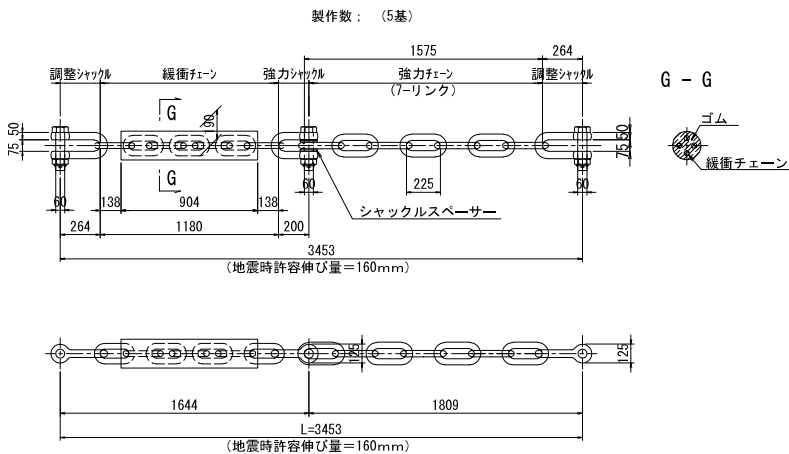 製作数； （5基）
1575
264
調整ｼｬｯｸﾙ
緩衝ﾁｪｰﾝ
強力ｼｬｯｸﾙ
強力ﾁｪｰﾝ
(7-リンク)
調整ｼｬｯｸﾙ
G - G
G
190
75 50
75 50
ゴム
緩衝チェーン
G
60
138
904
138
60
225
60
シャックルスペーサー
264
1180
200
3453
(地震時許容伸び量＝160mm)
125
125
1644
1809
L=3453
(地震時許容伸び量＝160mm)